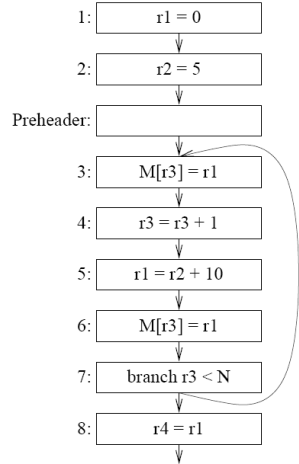 1: r1 = 0
2: r2 = 5
Preheader:
3: M[r3] = r1
4: r3 = r3 + 1
5: r1 = r2 + 10
6: M[r3] = r1
7: branch r3 < N
8: r4 = r1